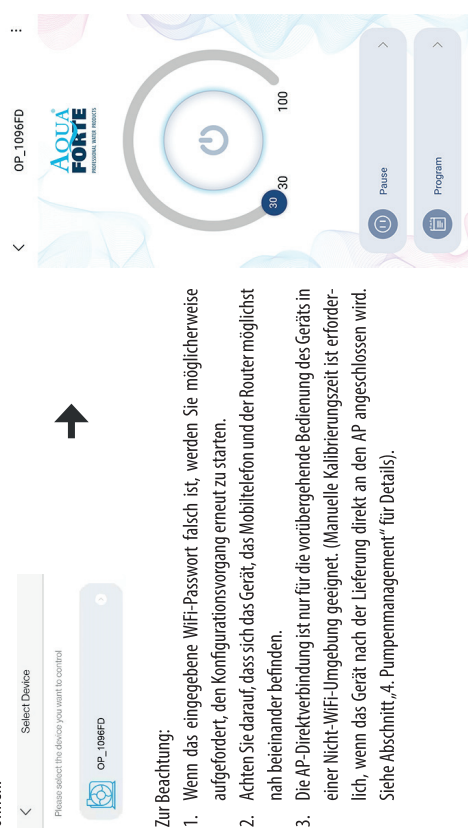 Select Device
Please select the device you want to control
OP_1096FD
OP_1096FD
AQUA
FORTE
PROFESSIONAL WATER PRODUCTS
30
30
100
Pause
Program
Zur Beachtung:
1. Wenn das eingegebene WiFi-Passwort falsch ist, werden Sie möglicherweise
aufgefordert, den Konfigurationsvorgang erneut zu starten.
2. Achten Sie darauf, dass sich das Gerät, das Mobiltelefon und der Router möglichst
nah beieinander befinden.
3. Die AP-Direktverbindung ist nur für die vorübergehende Bedienung des Geräts in
einer Nicht-WiFi-Umgebung geeignet. (Manuelle Kalibrierungszeit ist erforder-
lich, wenn das Gerät nach der Lieferung direkt an den AP angeschlossen wird.
Siehe Abschnitt „4. Pumpenmanagement“ für Details).